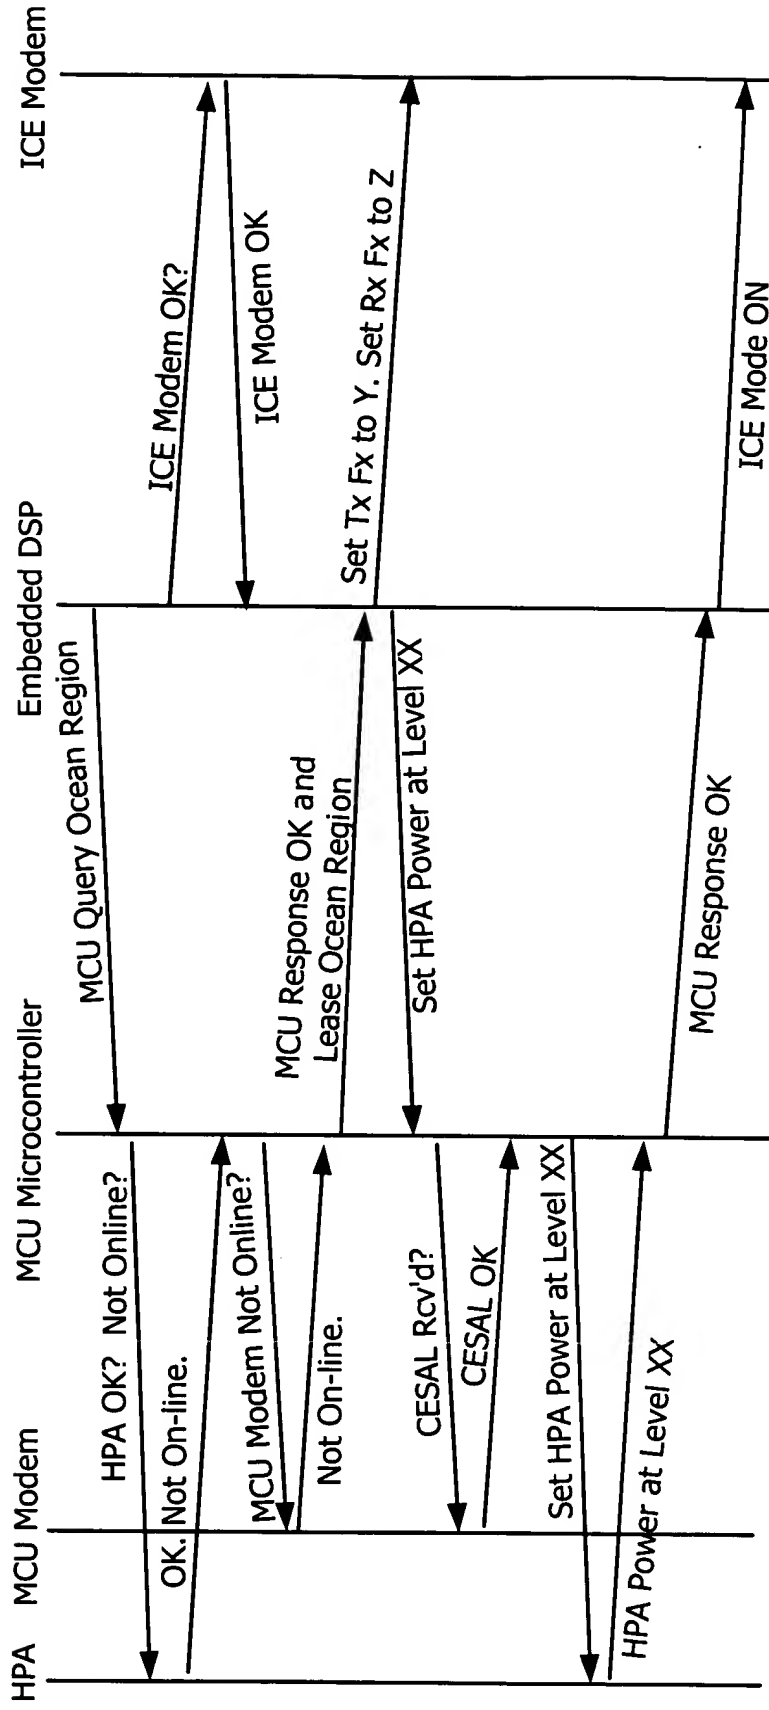 HPA
MCU Modem
MCU Microcontroller
Embedded DSP
ICE Modem
MCU Query Ocean Region
HPA OK? Not Online?
ICE Modem OK?
OK. Not On-line.
ICE Modem OK
MCU Modem Not Online?
Not On-line.
MCU Response OK and
Lease Ocean Region
Set Tx Fx to Y. Set Rx Fx to Z
Set HPA Power at Level XX
CESAL Rcv'd?
CESAL OK
Set HPA Power at Level XX
HPA Power at Level XX
MCU Response OK
ICE Mode ON